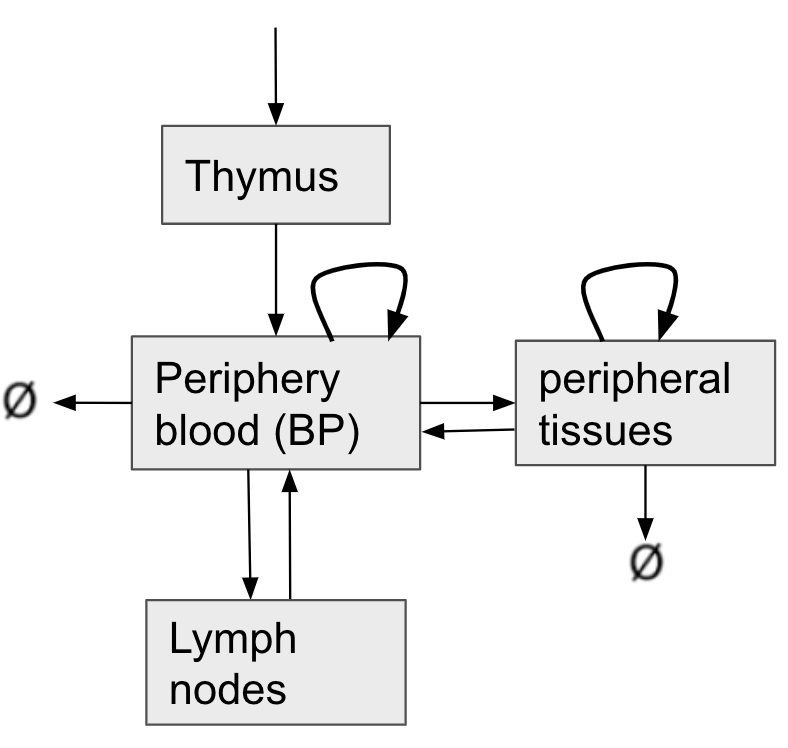 Thymus
Periphery
blood (BP)
peripheral
tissues
Ø
Ø
Lymph
nodes